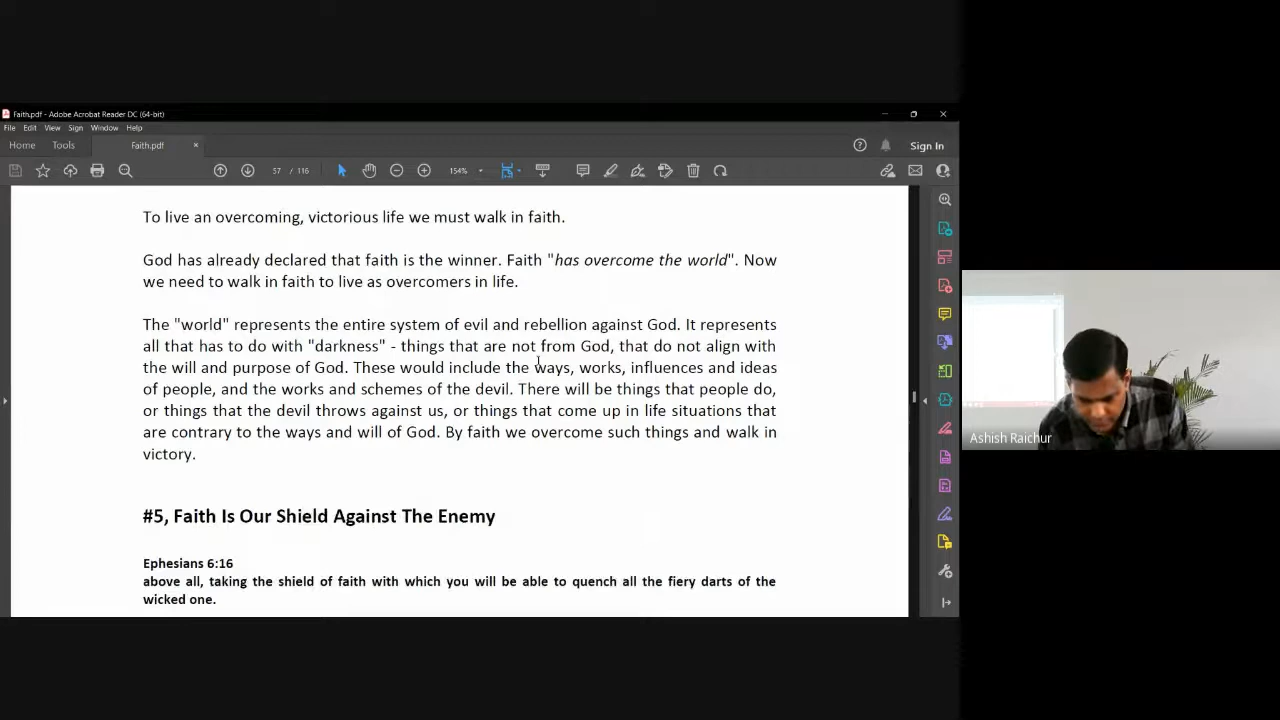 Faith.pdf - Adobe Acrobat Reader DC (64-bit)
File Edit View Sign Window Help
Home Tools Faith.pdf × Sign In
57 / 116 154%
To live an overcoming, victorious life we must walk in faith.
God has already declared that faith is the winner. Faith "has overcome the world". Now
we need to walk in faith to live as overcomers in life.
The "world" represents the entire system of evil and rebellion against God. It represents
all that has to do with "darkness" - things that are not from God, that do not align with
the will and purpose of God. These would include the ways, works, influences and ideas
of people, and the works and schemes of the devil. There will be things that people do,
or things that the devil throws against us, or things that come up in life situations that
are contrary to the ways and will of God. By faith we overcome such things and walk in
victory.
#5, Faith Is Our Shield Against The Enemy
Ephesians 6:16
above all, taking the shield of faith with which you will be able to quench all the fiery darts of the
wicked one.
Ashish Raichur